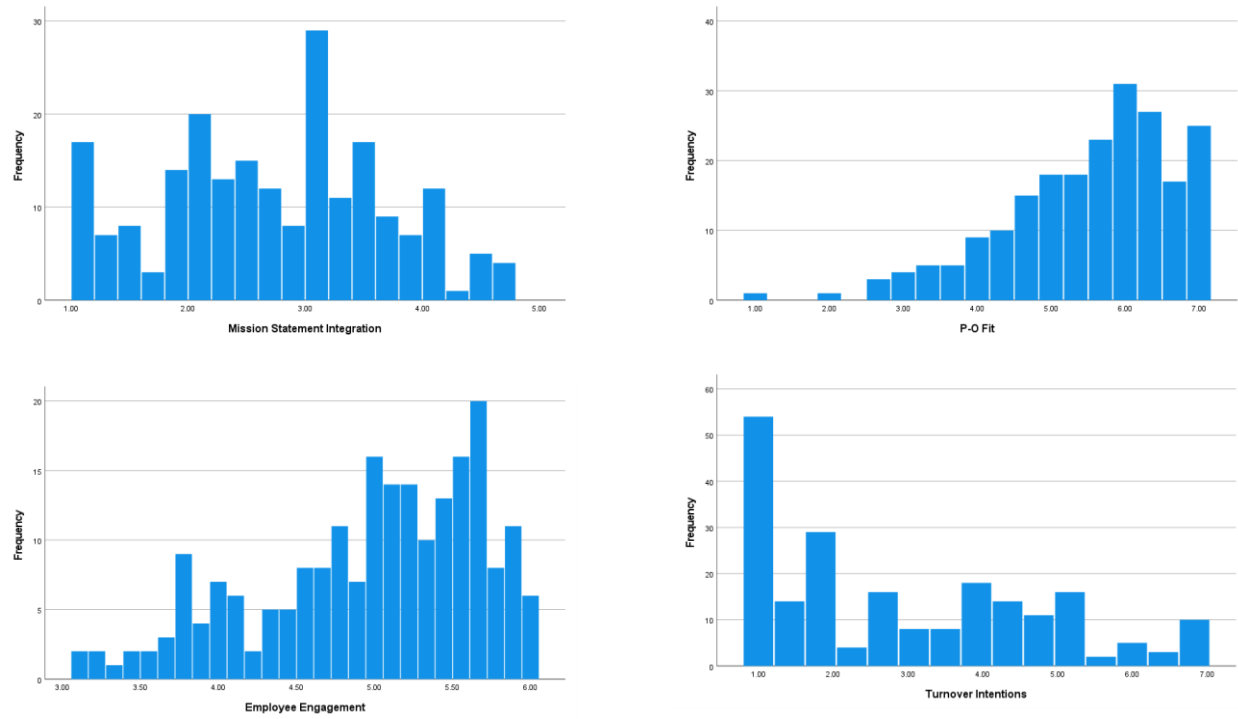 30
20
10
0
Frequency
1.00 2.00 3.00 4.00 5.00
Mission Statement Integration
40
30
20
10
0
Frequency
1.00 2.00 3.00 4.00 5.00 6.00 7.00
P-O Fit
20
15
10
5
0
Frequency
3.00 3.50 4.00 4.50 5.00 5.50 6.00
Employee Engagement
60
50
40
30
20
10
0
Frequency
1.00 2.00 3.00 4.00 5.00 6.00 7.00
Turnover Intentions